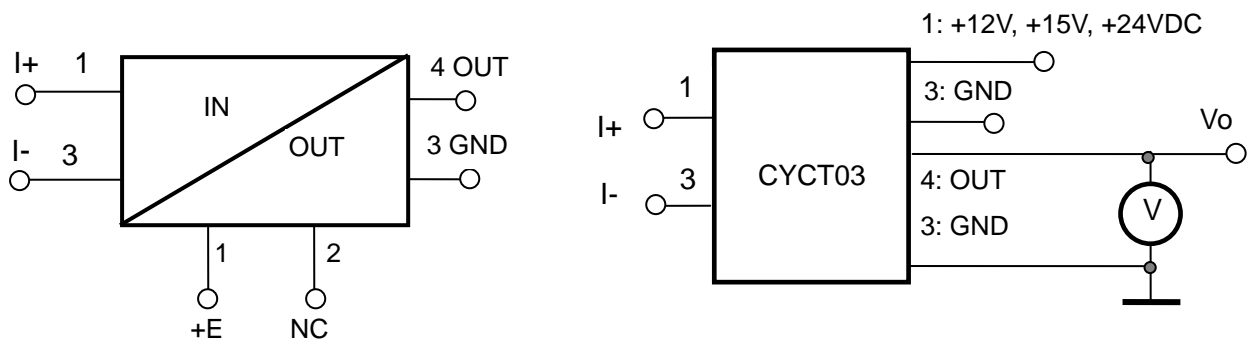 I+ 1
I- 3
IN
OUT
4 OUT
3 GND
1
2
+E
NC
1: +12V, +15V, +24VDC
3: GND
I+ 1
I- 3
CYCT03
4: OUT
3: GND
Vo
V